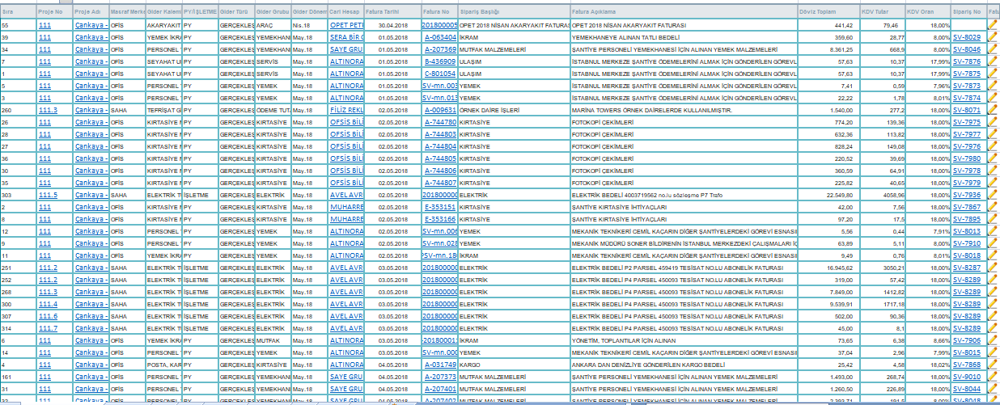 Sıra Proje No Proje Adı Masraf Merke Gider Kalem PY/İŞLETME Gider Türü Gider Grubu Gider Dönem Cari Hesap Fatura Tarihi Fatura No Sipariş Başlığı Fatura Açıklama Döviz Toplam KDV Tutar KDV Oran Sipariş No Fatu
55 111 Çankaya - OFİS AKARYAKIT PY GERÇEKLEŞ ARAÇ Nis.18 OPET PETI 30.04.2018 201800005 OPET 2018 NİSAN AKARYAKIT FATURAS OPET 2018 NİSAN AKARYAKIT FATURASI 441,42 79,46 18,00%
39 111 Çankaya - OFİS YEMEK İKRA PY GERÇEKLEŞ YEMEKHAN May.18 SERA BİR G 01.05.2018 A-063404 İKRAM YEMEKHANEYE ALINAN TATLI BEDELİ 359,60 28,77 8,00% SV-8029
34 111 Çankaya - OFİS PERSONEL PY GERÇEKLEŞ YEMEKHAN May.18 SAYE GRU 01.05.2018 A-207369 MUTFAK MALZEMELERİ ŞANTİYE PERSONELİ YEMEKHANESİ İÇİN ALINAN YEMEK MALZEMELERİ 8.361,25 668,9 8,00% SV-8046
7 111 Çankaya - OFİS SEYAHAT U PY GERÇEKLEŞ SERVİS May.18 ALTINORA 01.05.2018 B-436909 ULAŞIM İSTABNUL MERKEZE ŞANTİYE ÖDEMELERİNİ ALMAK İÇİN GÖNDERİLEN GÖREVL 57,63 10,37 17,99% SV-7876
1 111 Çankaya - OFİS SEYAHAT U PY GERÇEKLEŞ SERVİS May.18 ALTINORA 01.05.2018 C-801054 ULAŞIM İSTABNUL MERKEZE ŞANTİYE ÖDEMELERİNİ ALMAK İÇİN GÖNDERİLEN GÖREVL 57,63 10,37 17,99% SV-7875
5 111 Çankaya - OFİS PERSONEL PY GERÇEKLEŞ YEMEK May.18 ALTINORA 01.05.2018 SV-mn.003 YEMEK İSTABNUL MERKEZE ŞANTİYE ÖDEMELERİNİ ALMAK İÇİN GÖNDERİLEN GÖREVL 7,41 0,59 7,96% SV-7873
3 111 Çankaya - OFİS PERSONEL PY GERÇEKLEŞ YEMEK May.18 ALTINORA 01.05.2018 SV-mn.013 YEMEK İSTABNUL MERKEZE ŞANTİYE ÖDEMELERİNİ ALMAK İÇİN GÖNDERİLEN GÖREVL 22,22 1,78 8,01% SV-7874
260 111.3 Çankaya - SAHA TEFRİŞAT G PY GERÇEKLEŞ ÖDEME TUT. May.18 FİLİZ REKL 02.05.2018 A-009631 ÖRNEK DAİRE İŞLERİ MARİNA TOWERS ÖRNEK DAİRELERDE KULLANILMIŞTIR. 1.540,00 277,2 18,00% SV-8071
26 111 Çankaya - OFİS KIRTASİYE PY GERÇEKLEŞ KIRTASİYE May.18 OFSİS BİLİ 02.05.2018 A-744780 KIRTASİYE FOTOKOPİ ÇEKİMLERİ 774,20 139,36 18,00% SV-7975
28 111 Çankaya - OFİS KIRTASİYE PY GERÇEKLEŞ KIRTASİYE May.18 OFSİS BİLİ 02.05.2018 A-744803 KIRTASİYE FOTOKOPİ ÇEKİMLERİ 632,36 113,82 18,00% SV-7977
27 111 Çankaya - OFİS KIRTASİYE PY GERÇEKLEŞ KIRTASİYE May.18 OFSİS BİLİ 02.05.2018 A-744804 KIRTASİYE FOTOKOPİ ÇEKİMLERİ 828,24 149,08 18,00% SV-7976
36 111 Çankaya - OFİS KIRTASİYE PY GERÇEKLEŞ KIRTASİYE May.18 OFSİS BİLİ 02.05.2018 A-744805 KIRTASİYE FOTOKOPİ ÇEKİMLERİ 220,52 39,69 18,00% SV-7980
30 111 Çankaya - OFİS KIRTASİYE PY GERÇEKLEŞ KIRTASİYE May.18 OFSİS BİLİ 02.05.2018 A-744806 KIRTASİYE FOTOKOPİ ÇEKİMLERİ 360,59 64,91 18,00% SV-7978
35 111 Çankaya - OFİS KIRTASİYE PY GERÇEKLEŞ KIRTASİYE May.18 OFSİS BİLİ 02.05.2018 A-744807 KIRTASİYE FOTOKOPİ ÇEKİMLERİ 225,82 40,65 18,00% SV-7979
303 111.5 Çankaya - SAHA ELEKTRİK T İŞLETME GERÇEKLEŞ ELEKTRİK May.18 AVEL AVR 02.05.2018 201800000 ELEKTRİK ELEKTRİK BEDELİ 4003719562 no.lu sözleşme P7 Trafo 22.549,80 4058,96 18,00% SV-7936
2 111 Çankaya - OFİS KIRTASİYE PY GERÇEKLEŞ KIRTASİYE May.18 MUHARRE 02.05.2018 E-353151 KIRTASİYE ŞANTİYE KIRTASİYE İHTİYAÇLARI 42,00 7,56 18,00% SV-7867
8 111 Çankaya - OFİS KIRTASİYE PY GERÇEKLEŞ KIRTASİYE May.18 MUHARRE 02.05.2018 E-353166 KIRTASİYE ŞANTİYE KIRTASİYE İHTİYAÇLARI 97,20 17,5 18,00% SV-7895
12 111 Çankaya - OFİS PERSONEL PY GERÇEKLEŞ YEMEK May.18 ALTINORA 02.05.2018 SV-mn.006 YEMEK MEKANİK TEKNİKERİ CEMİL KAÇARIN DİĞER ŞANTİYELERDEKİ GÖREVİ ESNASI 5,56 0,44 7,91% SV-8013
9 111 Çankaya - OFİS PERSONEL PY GERÇEKLEŞ YEMEK May.18 ALTINORA 02.05.2018 SV-mn.028 YEMEK MEKANİK MÜDÜRÜ SONER BİLDİRENİN İSTANBUL MERKEZDEKİ ÇALIŞMALARI İÇ 63,89 5,11 8,00% SV-7910
11 111 Çankaya - OFİS YEMEK İKRA PY GERÇEKLEŞ YEMEK May.18 ALTINORA 02.05.2018 PSV-mn.18 İKRAM MEKANİK TEKNİKERİ CEMİL KAÇARIN DİĞER ŞANTİYELERDEKİ GÖREVİ ESNASI 9,49 0,76 8,01% SV-8018
251 111.2 Çankaya - SAHA ELEKTRİK T İŞLETME GERÇEKLEŞ ELEKTRİK May.18 AVEL AVR 03.05.2018 201800000 ELEKTRİK ELEKTRİK BEDELİ P2 PARSEL 459419 TESİSAT NO.LU ABONELİK FATURASI 16.945,62 3050,21 18,00% SV-8287
252 111.2 Çankaya - SAHA ELEKTRİK T İŞLETME GERÇEKLEŞ ELEKTRİK May.18 AVEL AVR 03.05.2018 201800000 ELEKTRİK ELEKTRİK BEDELİ P4 PARSEL 450093 TESİSAT NO.LU ABONELİK FATURASI 319,00 57,42 18,00% SV-8289
268 111.3 Çankaya - SAHA ELEKTRİK T İŞLETME GERÇEKLEŞ ELEKTRİK May.18 AVEL AVR 03.05.2018 201800000 ELEKTRİK ELEKTRİK BEDELİ P4 PARSEL 450093 TESİSAT NO.LU ABONELİK FATURASI 7.849,00 1412,82 18,00% SV-8289
300 111.4 Çankaya - SAHA ELEKTRİK T İŞLETME GERÇEKLEŞ ELEKTRİK May.18 AVEL AVR 03.05.2018 201800000 ELEKTRİK ELEKTRİK BEDELİ P4 PARSEL 450093 TESİSAT NO.LU ABONELİK FATURASI 9.539,91 1717,18 18,00% SV-8289
307 111.6 Çankaya - SAHA ELEKTRİK T İŞLETME GERÇEKLEŞ ELEKTRİK May.18 AVEL AVR 03.05.2018 201800000 ELEKTRİK ELEKTRİK BEDELİ P4 PARSEL 450093 TESİSAT NO.LU ABONELİK FATURASI 502,00 90,36 18,00% SV-8289
314 111.7 Çankaya - SAHA ELEKTRİK T İŞLETME GERÇEKLEŞ ELEKTRİK May.18 AVEL AVR 03.05.2018 201800000 ELEKTRİK ELEKTRİK BEDELİ P4 PARSEL 450093 TESİSAT NO.LU ABONELİK FATURASI 45,00 8,1 18,00% SV-8289
6 111 Çankaya - OFİS YEMEK İKRA PY GERÇEKLEŞ MUTFAK May.18 ALTINORA 03.05.2018 -20180001 İKRAM YÖNETİM, TOPLANTILAR İÇİN ALINAN 73,65 6,38 8,66% SV-7906
14 111 Çankaya - OFİS PERSONEL PY GERÇEKLEŞ YEMEK May.18 ALTINORA 03.05.2018 SV-mn.000 YEMEK MEKANİK TEKNİKERİ CEMİL KAÇARIN DİĞER ŞANTİYELERDEKİ GÖREVİ ESNASI 37,04 2,96 7,99% SV-8015
4 111 Çankaya - OFİS POSTA, KAR PY GERÇEKLEŞ KIRTASİYE May.18 ALTINORA 04.05.2018 A-031749 KARGO ANKARA DAN DENİZLİYE GÖNDERİLEN KARGO BEDELİ 25,42 4,58 18,02% SV-7868
161 111 Çankaya - OFİS PERSONEL PY GERÇEKLEŞ YEMEKHAN May.18 SAYE GRU 04.05.2018 A-207373 MUTFAK MALZEMELERİ ŞANTİYE PERSONELİ YEMEKHANESİ İÇİN ALINAN YEMEK MALZEMELERİ 1.493,00 268,74 18,00% SV-9010
31 111 Çankaya - OFİS PERSONEL PY GERÇEKLEŞ YEMEKHAN May.18 SAYE GRU 04.05.2018 A-207401 MUTFAK MALZEMELERİ ŞANTİYE PERSONELİ YEMEKHANESİ İÇİN ALINAN YEMEK MALZEMELERİ 1.260,50 226,89 18,00% SV-8044
32 111 Çankaya - OFİS PERSONEL PY GERÇEKLEŞ YEMEKHAN May.18 SAYE GRU 04.05.2018 A-207402 MUTFAK MALZEMELERİ ŞANTİYE PERSONELİ YEMEKHANESİ İÇİN ALINAN YEMEK MALZEMELERİ 2.393,71 191,5 8,00% SV-8048